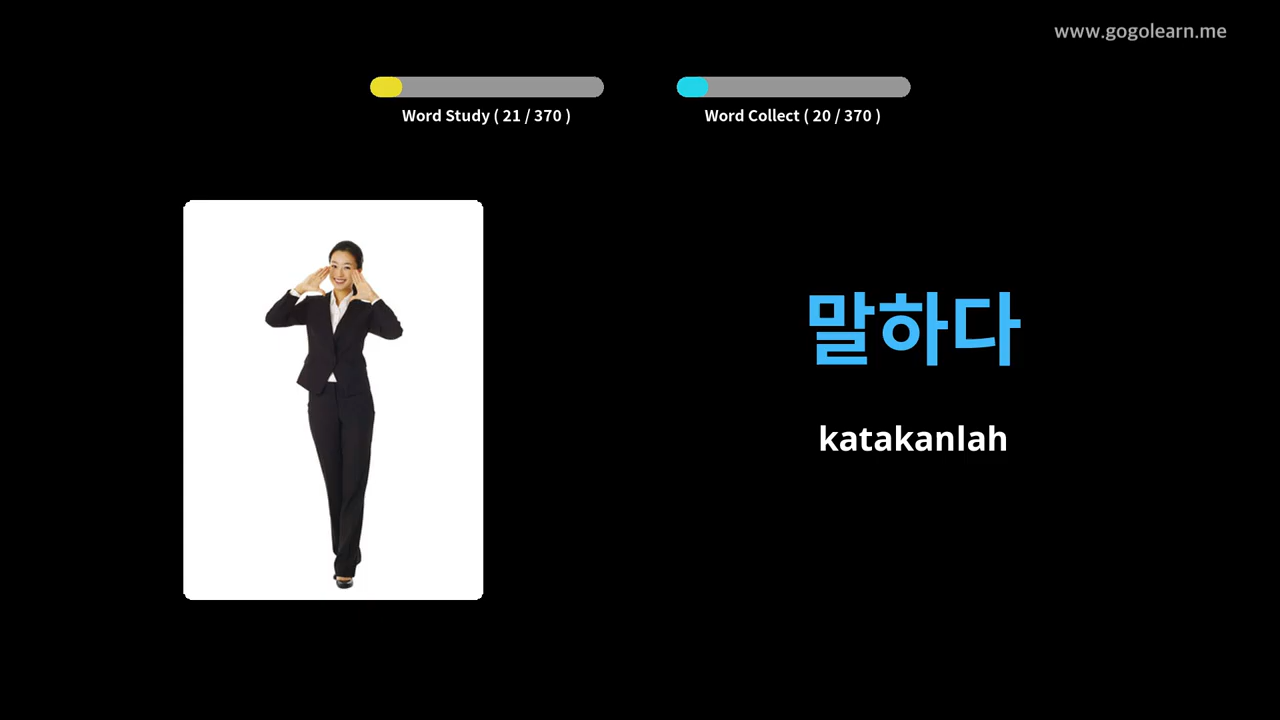 www.gogolearn.me
Word Study ( 21 / 370 )
Word Collect ( 20 / 370 )
말하다
katakanlah